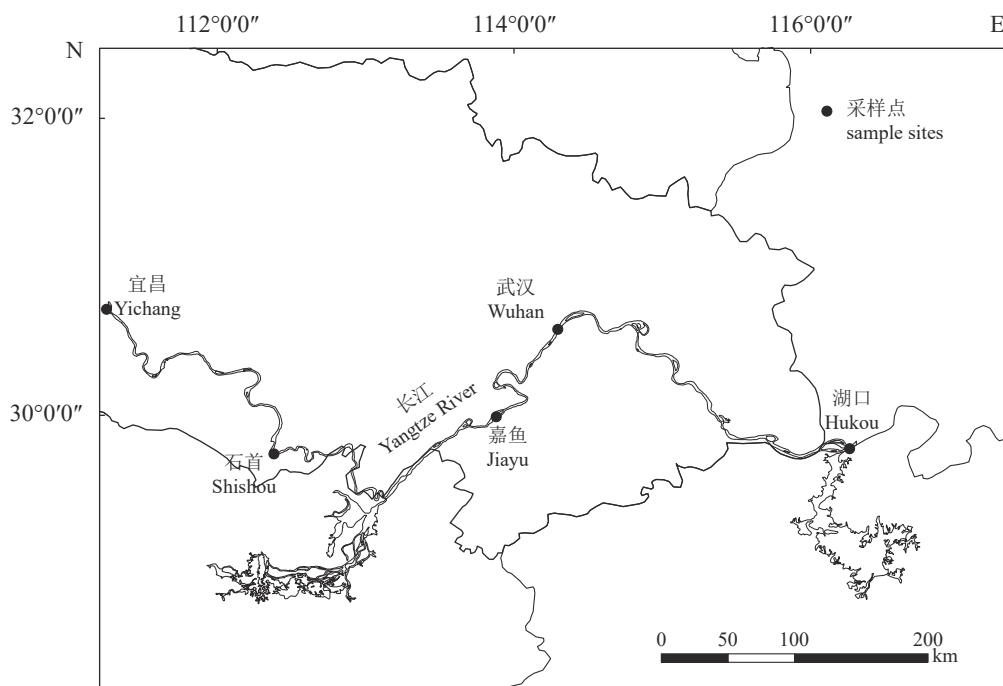 112°0′0″
114°0′0″
116°0′0″
E
N
32°0′0″
采样点
sample sites
宜昌
Yichang
武汉
Wuhan
30°0′0″
长江
Yangtze River
湖口
Hukou
嘉鱼
Jiayu
石首
Shishou
0
50
100
200
km